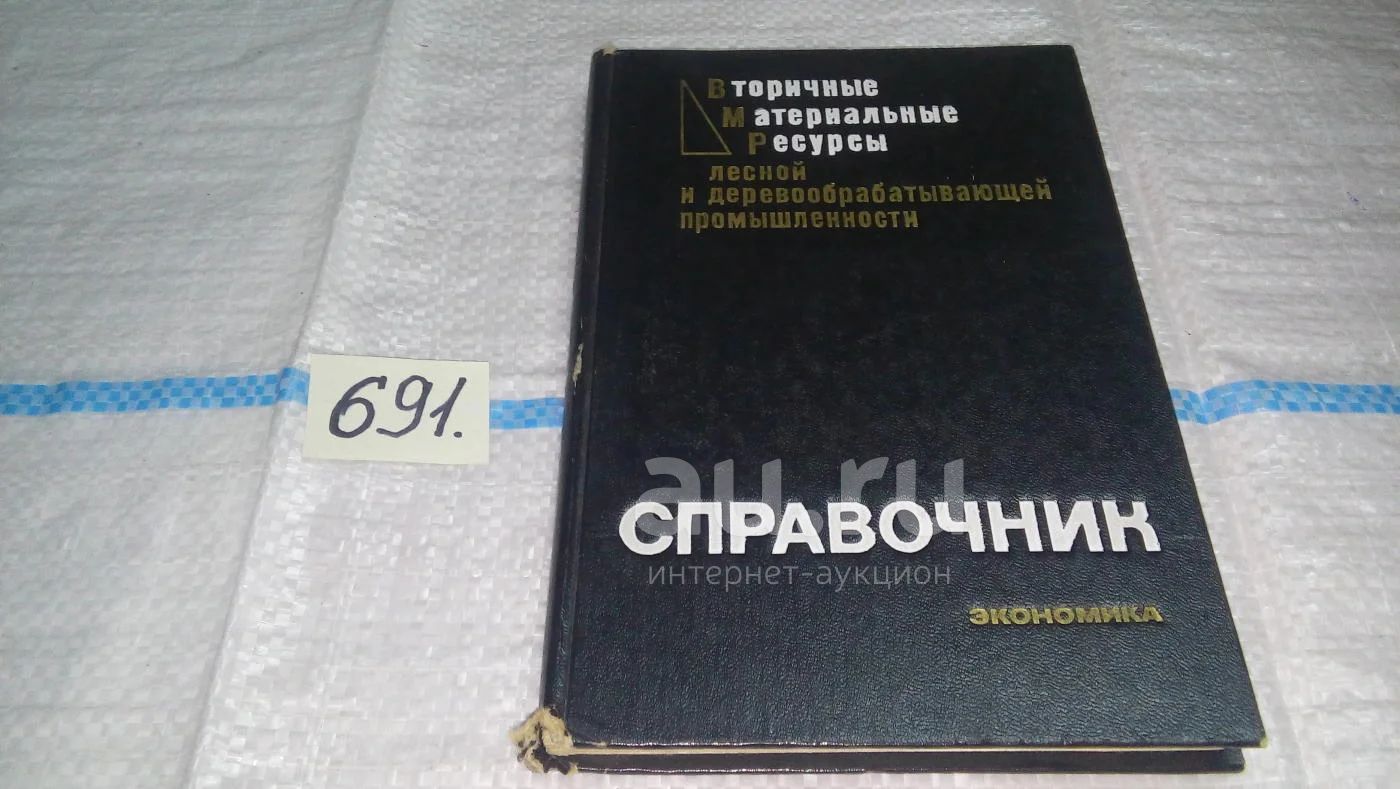 Вторичные
Материальные
Ресурсы
лесной
и деревообрабатывающей
промышленности
691.
au.ru
СПРАВОЧНИК
интернет-аукцион
ЭКОНОМИКА